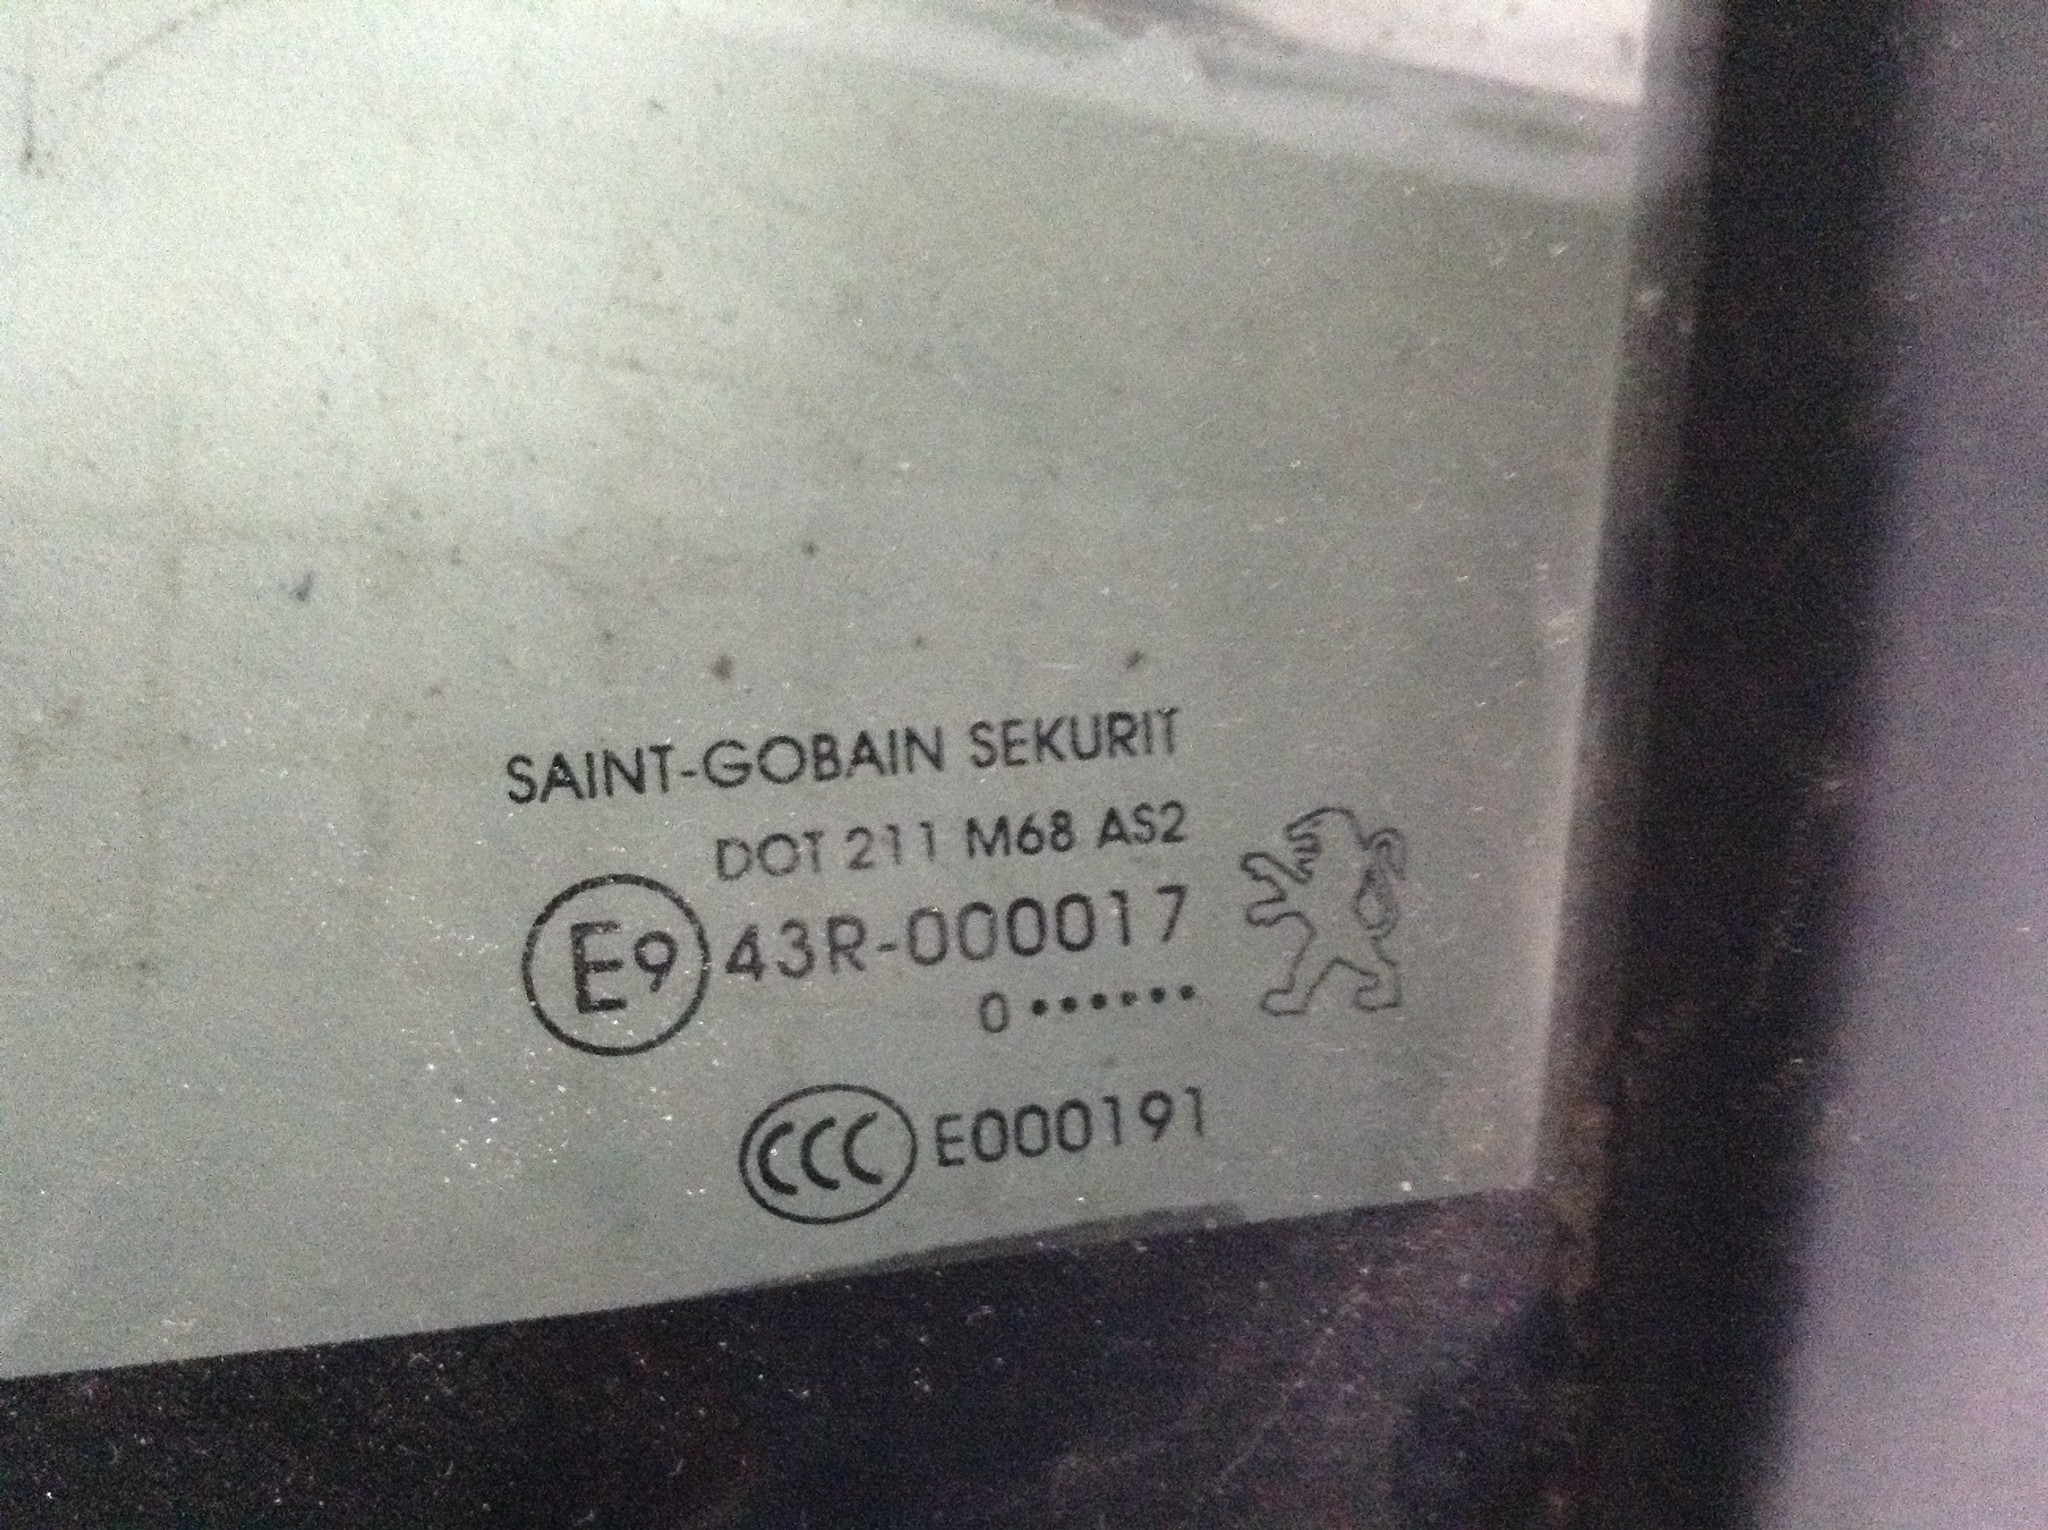 SAINT-GOBAIN SEKURIT
DOT 211 M68 AS2
E9 43R-000017
0 ••••••
CCC E000191